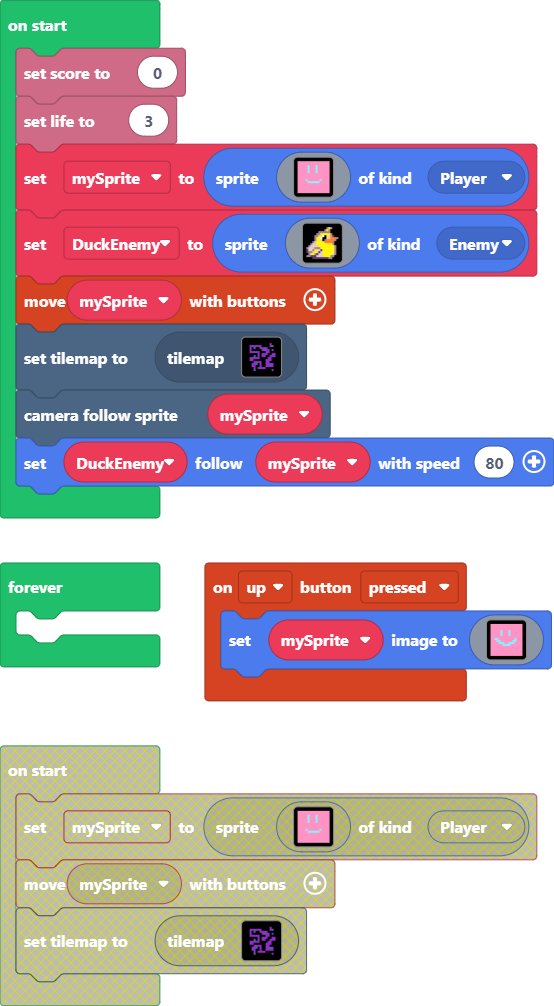 on start
set score to 0
set life to 3
set mySprite to sprite of kind Player
set DuckEnemy to sprite of kind Enemy
move mySprite with buttons
set tilemap to tilemap
camera follow sprite mySprite
set DuckEnemy follow mySprite with speed 80
forever
on up button pressed
set mySprite image to
on start
set mySprite to sprite of kind Player
move mySprite with buttons
set tilemap to tilemap